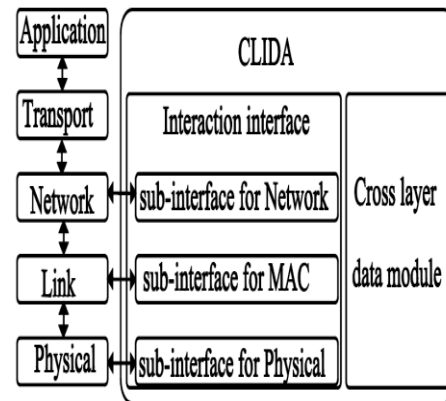 Application
Transport
Network
Link
Physical
CLIDA
Interaction interface
sub-interface for Network
sub-interface for MAC
sub-interface for Physical
Cross layer
data module